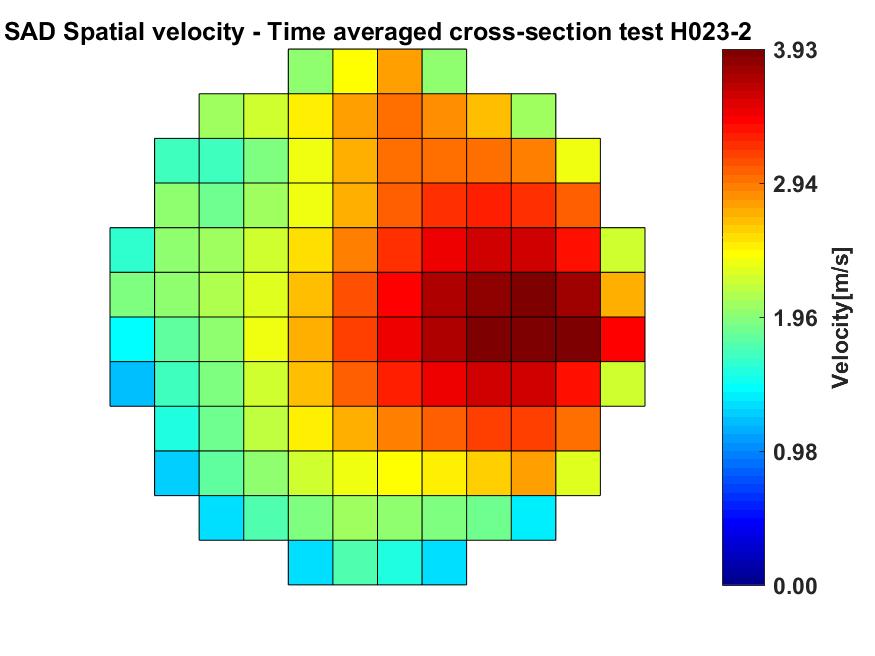 SAD Spatial velocity - Time averaged cross-section test H023-2
3.93
2.94
1.96
0.98
0.00
Velocity[m/s]